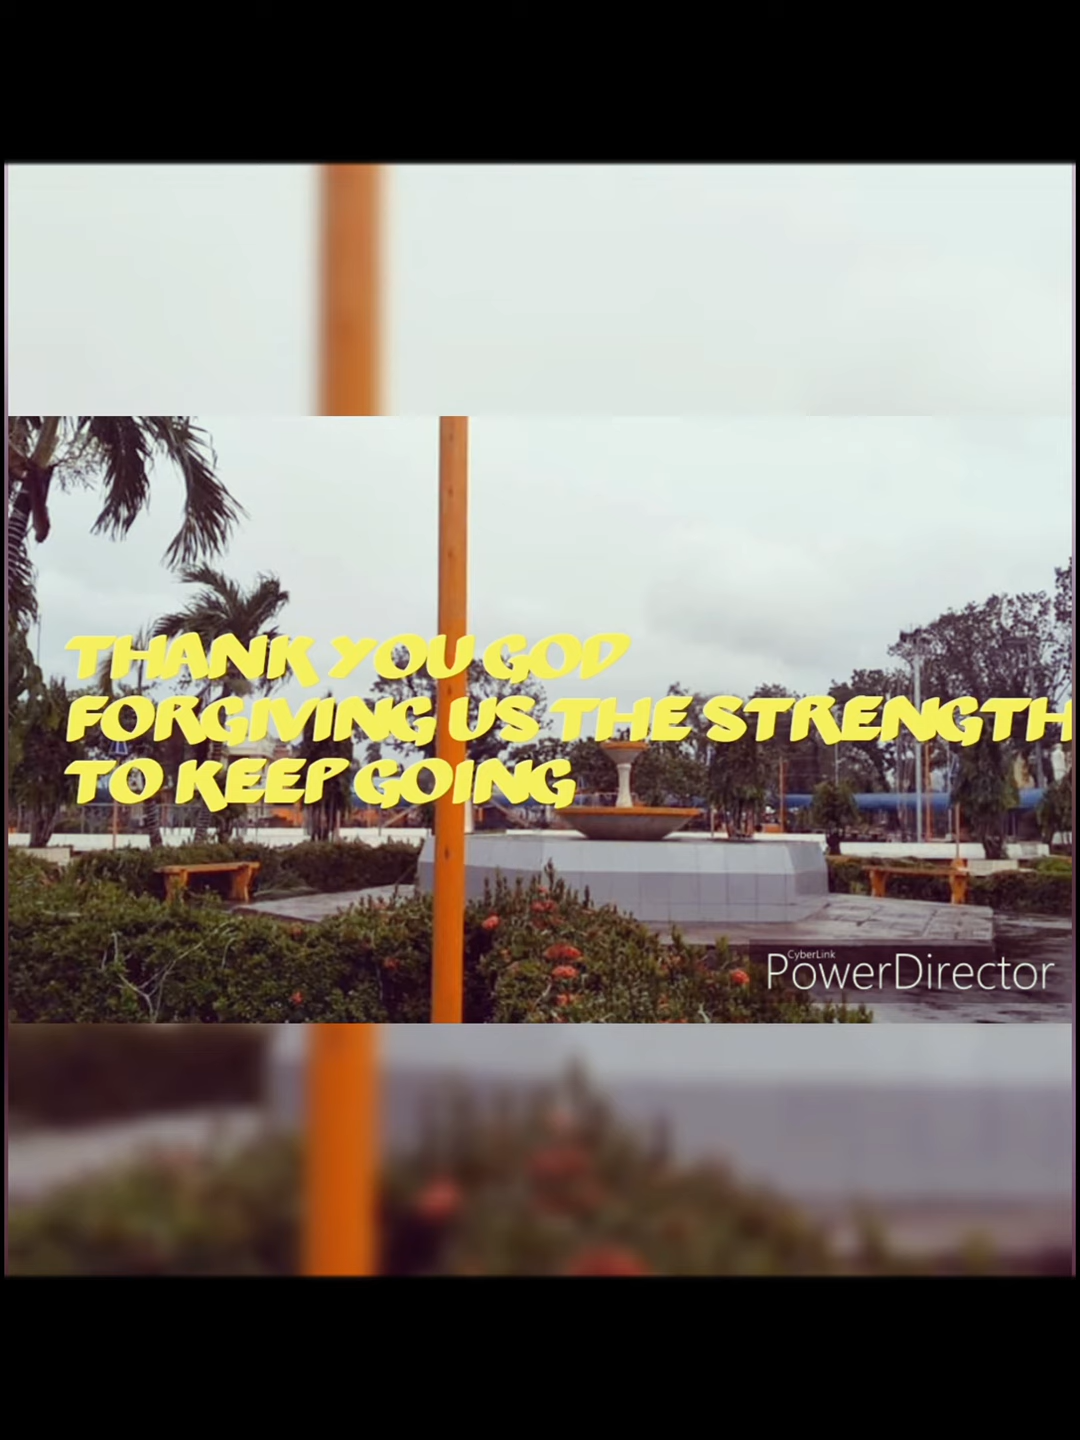 THANK YOU GOD
FORGIVING US THE STRENGTH
TO KEEP GOING
CyberLink
PowerDirector